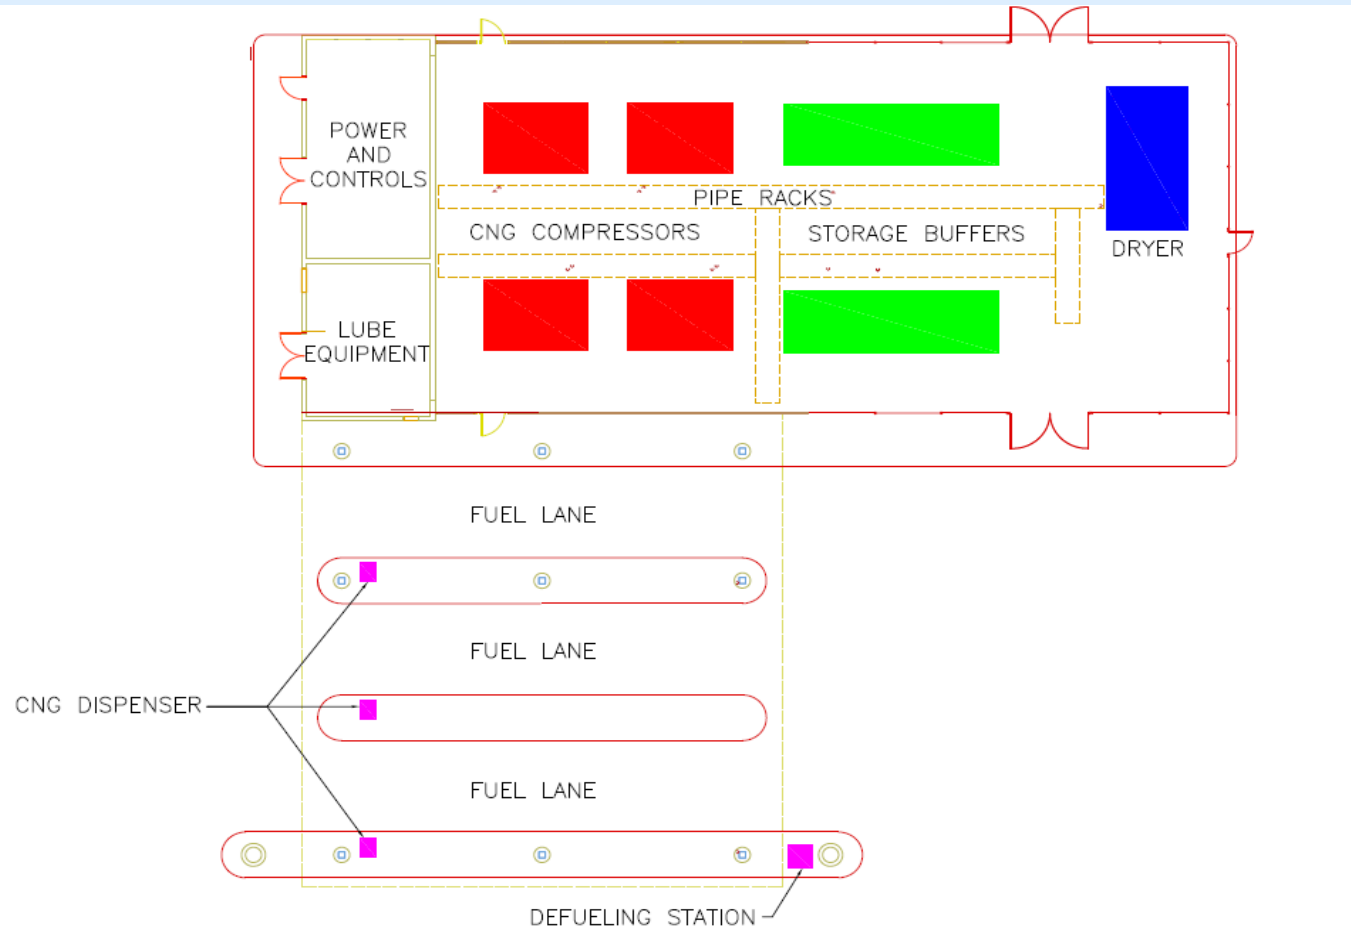 POWER
AND
CONTROLS
PIPE RACKS
CNG COMPRESSORS
STORAGE BUFFERS
DRYER
LUBE
EQUIPMENT
FUEL LANE
FUEL LANE
CNG DISPENSER
FUEL LANE
DEFUELING STATION